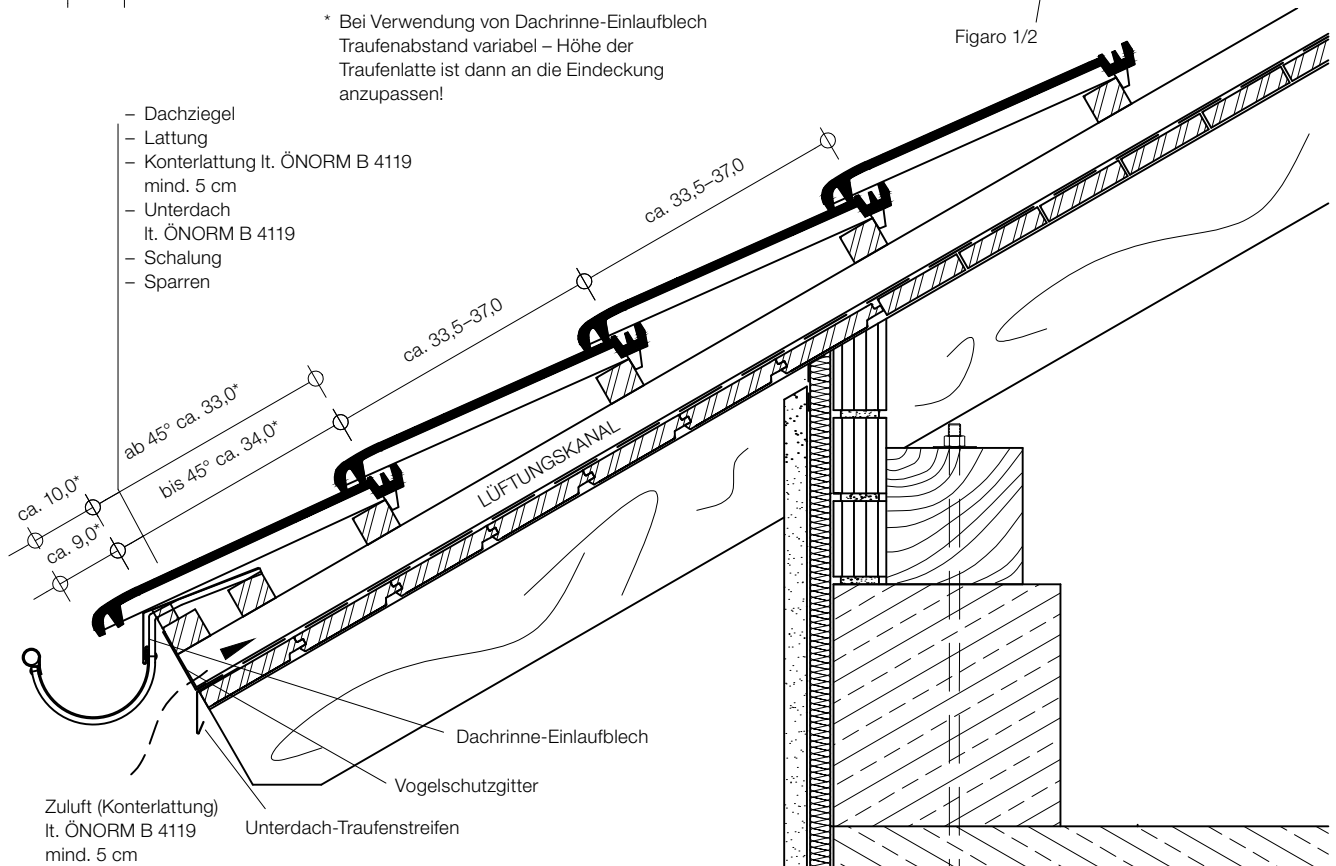 * Bei Verwendung von Dachrinne-Einlaufblech
Traufenabstand variabel – Höhe der
Traufenlatte ist dann an die Eindeckung
anzupassen!
Figaro 1/2
– Dachziegel
– Lattung
– Konterlattung lt. ÖNORM B 4119
mind. 5 cm
– Unterdach
lt. ÖNORM B 4119
– Schalung
– Sparren
ca. 33,5–37,0
ca. 33,5–37,0
ab 45° ca. 33,0*
bis 45° ca. 34,0*
ca. 10,0*
ca. 9,0*
LÜFTUNGSKANAL
Dachrinne-Einlaufblech
Vogelschutzgitter
Unterdach-Traufenstreifen
Zuluft (Konterlattung)
lt. ÖNORM B 4119
mind. 5 cm